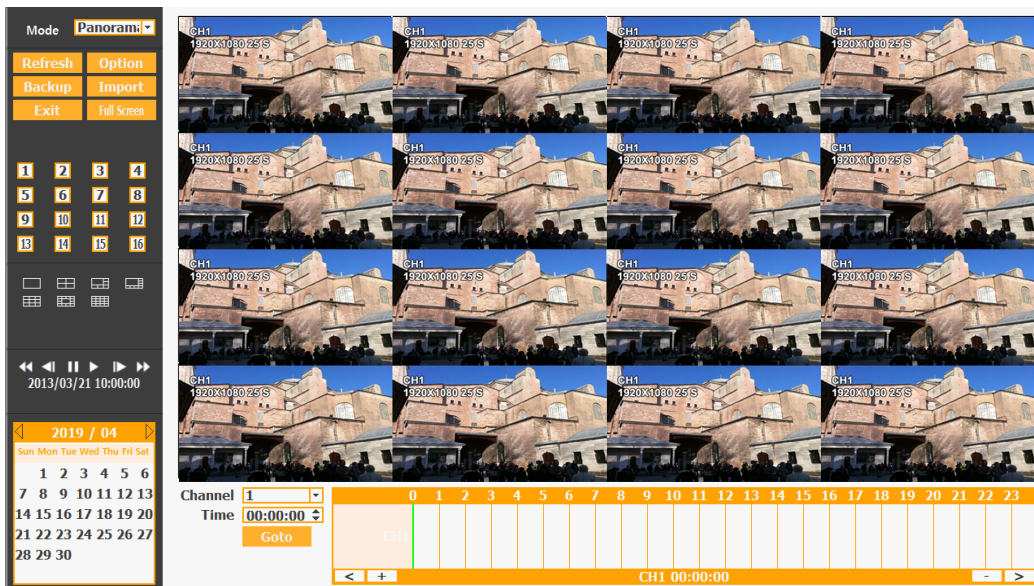 Mode Panorama
Refresh Option
Backup Import
Exit Full Screen
1 2 3 4
5 6 7 8
9 10 11 12
13 14 15 16
2013/03/21 10:00:00
2019 / 04
Sun Mon Tue Wed Thu Fri Sat
1 2 3 4 5 6
7 8 9 10 11 12 13
14 15 16 17 18 19 20
21 22 23 24 25 26 27
28 29 30
CH1 CH1 CH1 CH1
1920X1080 25 S 1920X1080 25 S 1920X1080 25 S 1920X1080 25 S
CH1 CH1 CH1 CH1
1920X1080 25 S 1920X1080 25 S 1920X1080 25 S 1920X1080 25 S
CH1 CH1 CH1 CH1
1920X1080 25 S 1920X1080 25 S 1920X1080 25 S 1920X1080 25 S
CH1 CH1 CH1 CH1
1920X1080 25 S 1920X1080 25 S 1920X1080 25 S 1920X1080 25 S
Channel 1
Time 00:00:00
Goto
0 1 2 3 4 5 6 7 8 9 10 11 12 13 14 15 16 17 18 19 20 21 22 23
CH1
< + CH1 00:00:00 - >